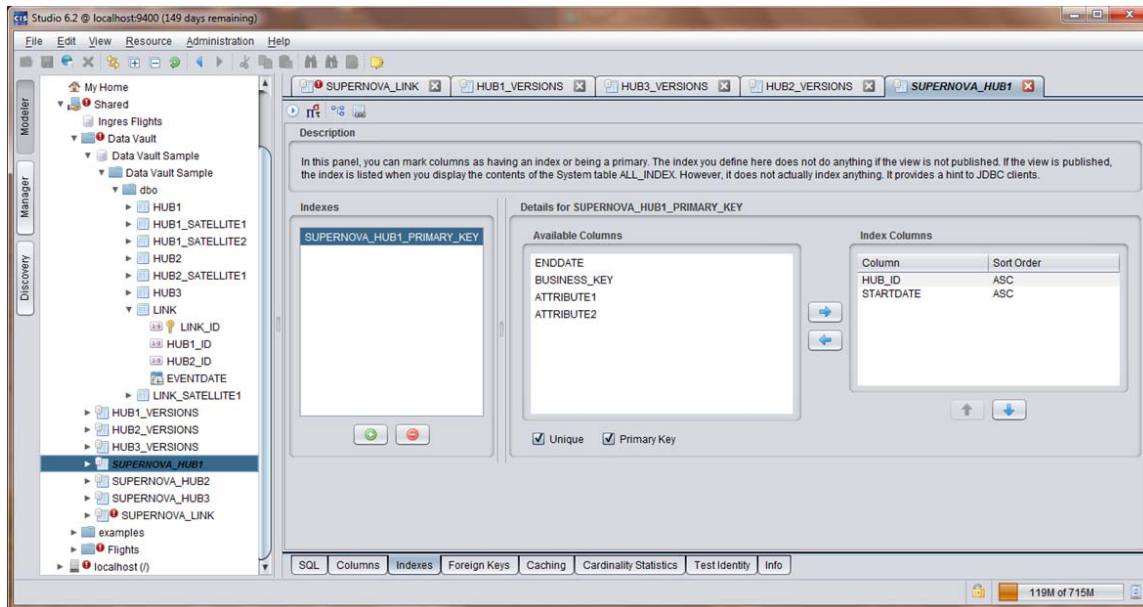 CIS Studio 6.2 @ localhost:9400 (149 days remaining)
File Edit View Resource Administration Help
Modeler
Manager
Discovery
My Home
Shared
Ingres Flights
Data Vault
Data Vault Sample
Data Vault Sample
dbo
HUB1
HUB1_SATELLITE1
HUB1_SATELLITE2
HUB2
HUB2_SATELLITE1
HUB3
LINK
LINK_ID
HUB1_ID
HUB2_ID
EVENTDATE
LINK_SATELLITE1
HUB1_VERSIONS
HUB2_VERSIONS
HUB3_VERSIONS
SUPERNOVA_HUB1
SUPERNOVA_HUB2
SUPERNOVA_HUB3
SUPERNOVA_LINK
examples
Flights
localhost (/)
SUPERNOVA_LINK HUB1_VERSIONS HUB3_VERSIONS HUB2_VERSIONS SUPERNOVA_HUB1
Description
In this panel, you can mark columns as having an index or being a primary. The index you define here does not do anything if the view is not published. If the view is published,
the index is listed when you display the contents of the System table ALL_INDEX. However, it does not actually index anything. It provides a hint to JDBC clients.
Indexes
SUPERNOVA_HUB1_PRIMARY_KEY
Details for SUPERNOVA_HUB1_PRIMARY_KEY
Available Columns
ENDDATE
BUSINESS_KEY
ATTRIBUTE1
ATTRIBUTE2
Unique Primary Key
Index Columns
Column Sort Order
HUB_ID ASC
STARTDATE ASC
SQL Columns Indexes Foreign Keys Caching Cardinality Statistics Test Identity Info
119M of 715M